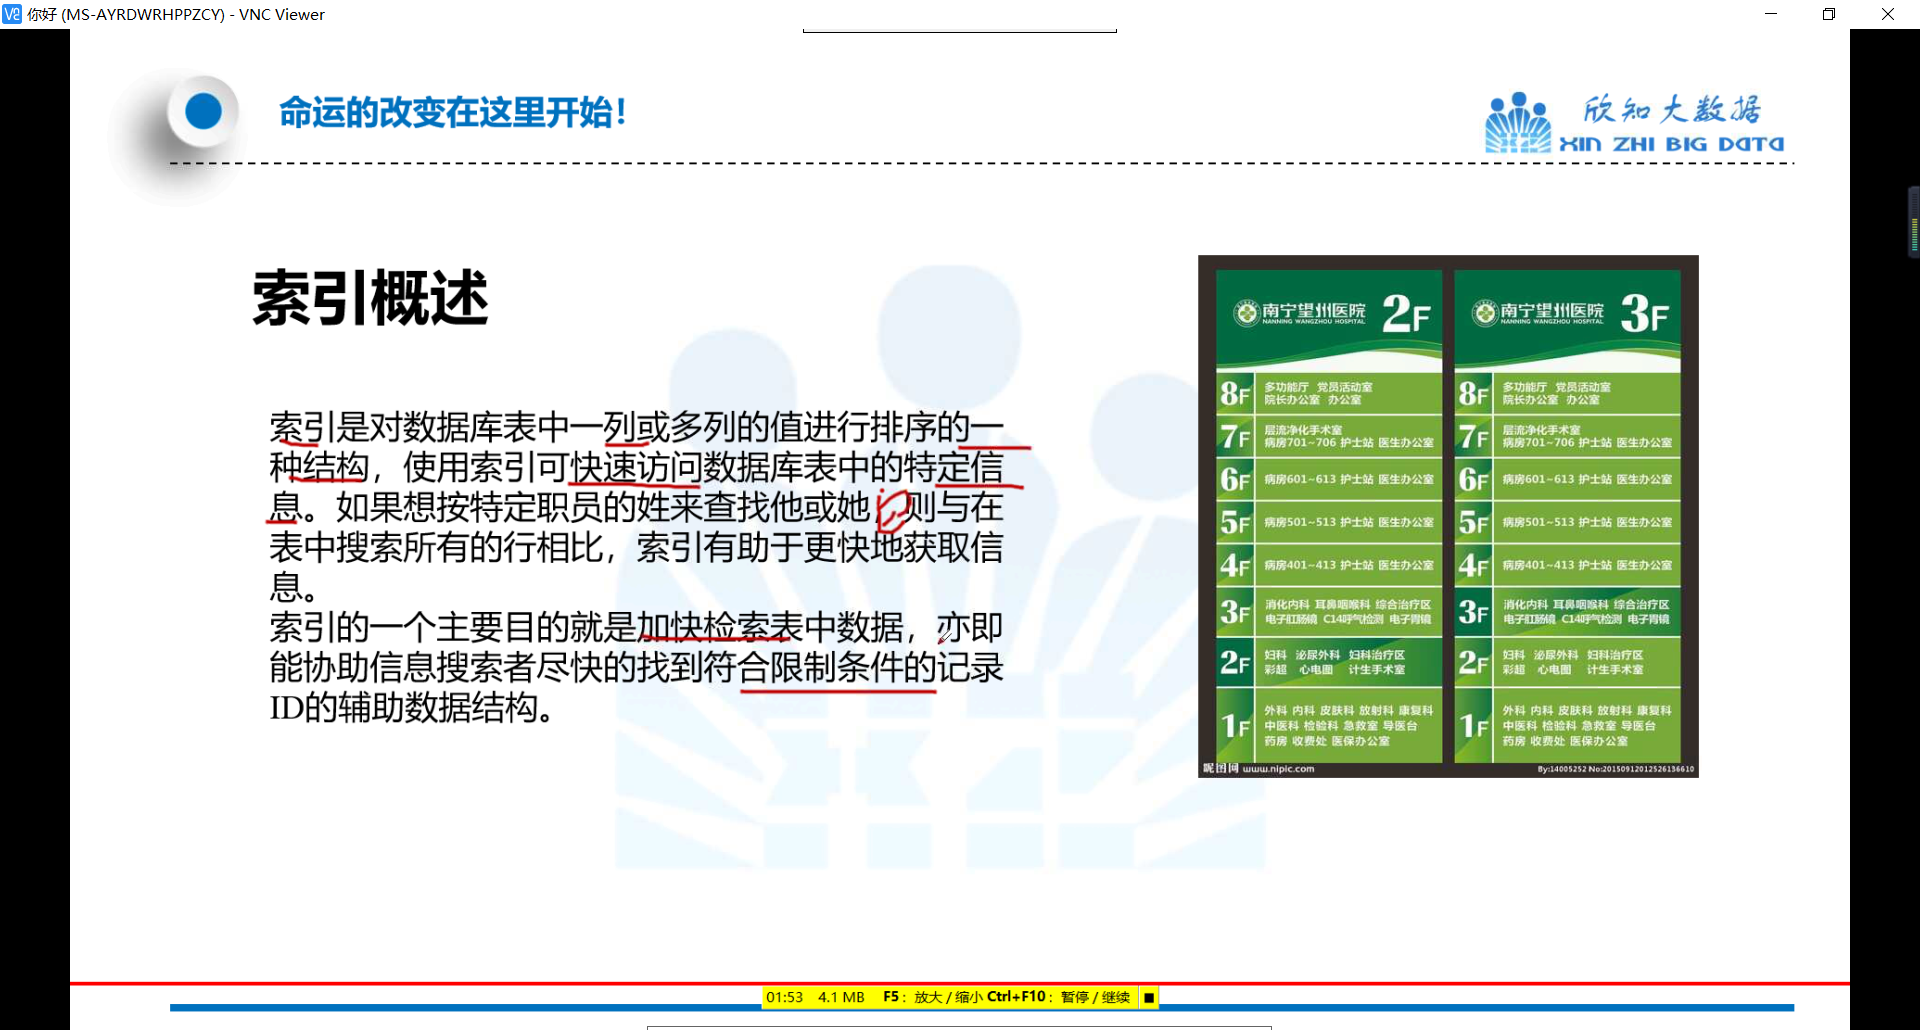 你好 (MS-AYRDWRHPPZCY) - VNC Viewer
命运的改变在这里开始！
欣知大数据
XIN ZHI BIG DATA
索引概述
索引是对数据库表中一列或多列的值进行排序的一
种结构，使用索引可快速访问数据库表中的特定信
息。如果想按特定职员的姓来查找他或她，则与在
表中搜索所有的行相比，索引有助于更快地获取信
息。
索引的一个主要目的就是加快检索表中数据，亦即
能协助信息搜索者尽快的找到符合限制条件的记录
ID的辅助数据结构。
南宁望州医院 2F
NANNING WANGZHOU HOSPITAL
8F 多功能厅 党员活动室
院长办公室 办公室
7F 层流净化手术室
病房701~706 护士站 医生办公室
6F 病房601~613 护士站 医生办公室
5F 病房501~513 护士站 医生办公室
4F 病房401~413 护士站 医生办公室
3F 消化内科 耳鼻咽喉科 综合治疗区
电子肛肠镜 C14呼气检测 电子胃镜
2F 妇科 泌尿外科 妇科治疗区
彩超 心电图 计生手术室
1F 外科 内科 皮肤科 放射科 康复科
中医科 检验科 急救室 导医台
药房 收费处 医保办公室
南宁望州医院 3F
NANNING WANGZHOU HOSPITAL
8F 多功能厅 党员活动室
院长办公室 办公室
7F 层流净化手术室
病房701~706 护士站 医生办公室
6F 病房601~613 护士站 医生办公室
5F 病房501~513 护士站 医生办公室
4F 病房401~413 护士站 医生办公室
3F 消化内科 耳鼻咽喉科 综合治疗区
电子肛肠镜 C14呼气检测 电子胃镜
2F 妇科 泌尿外科 妇科治疗区
彩超 心电图 计生手术室
1F 外科 内科 皮肤科 放射科 康复科
中医科 检验科 急救室 导医台
药房 收费处 医保办公室
昵图网 www.nipic.com
By:14005252 No:20150912012526136610
01:53 4.1 MB F5：放大 / 缩小 Ctrl+F10：暂停 / 继续